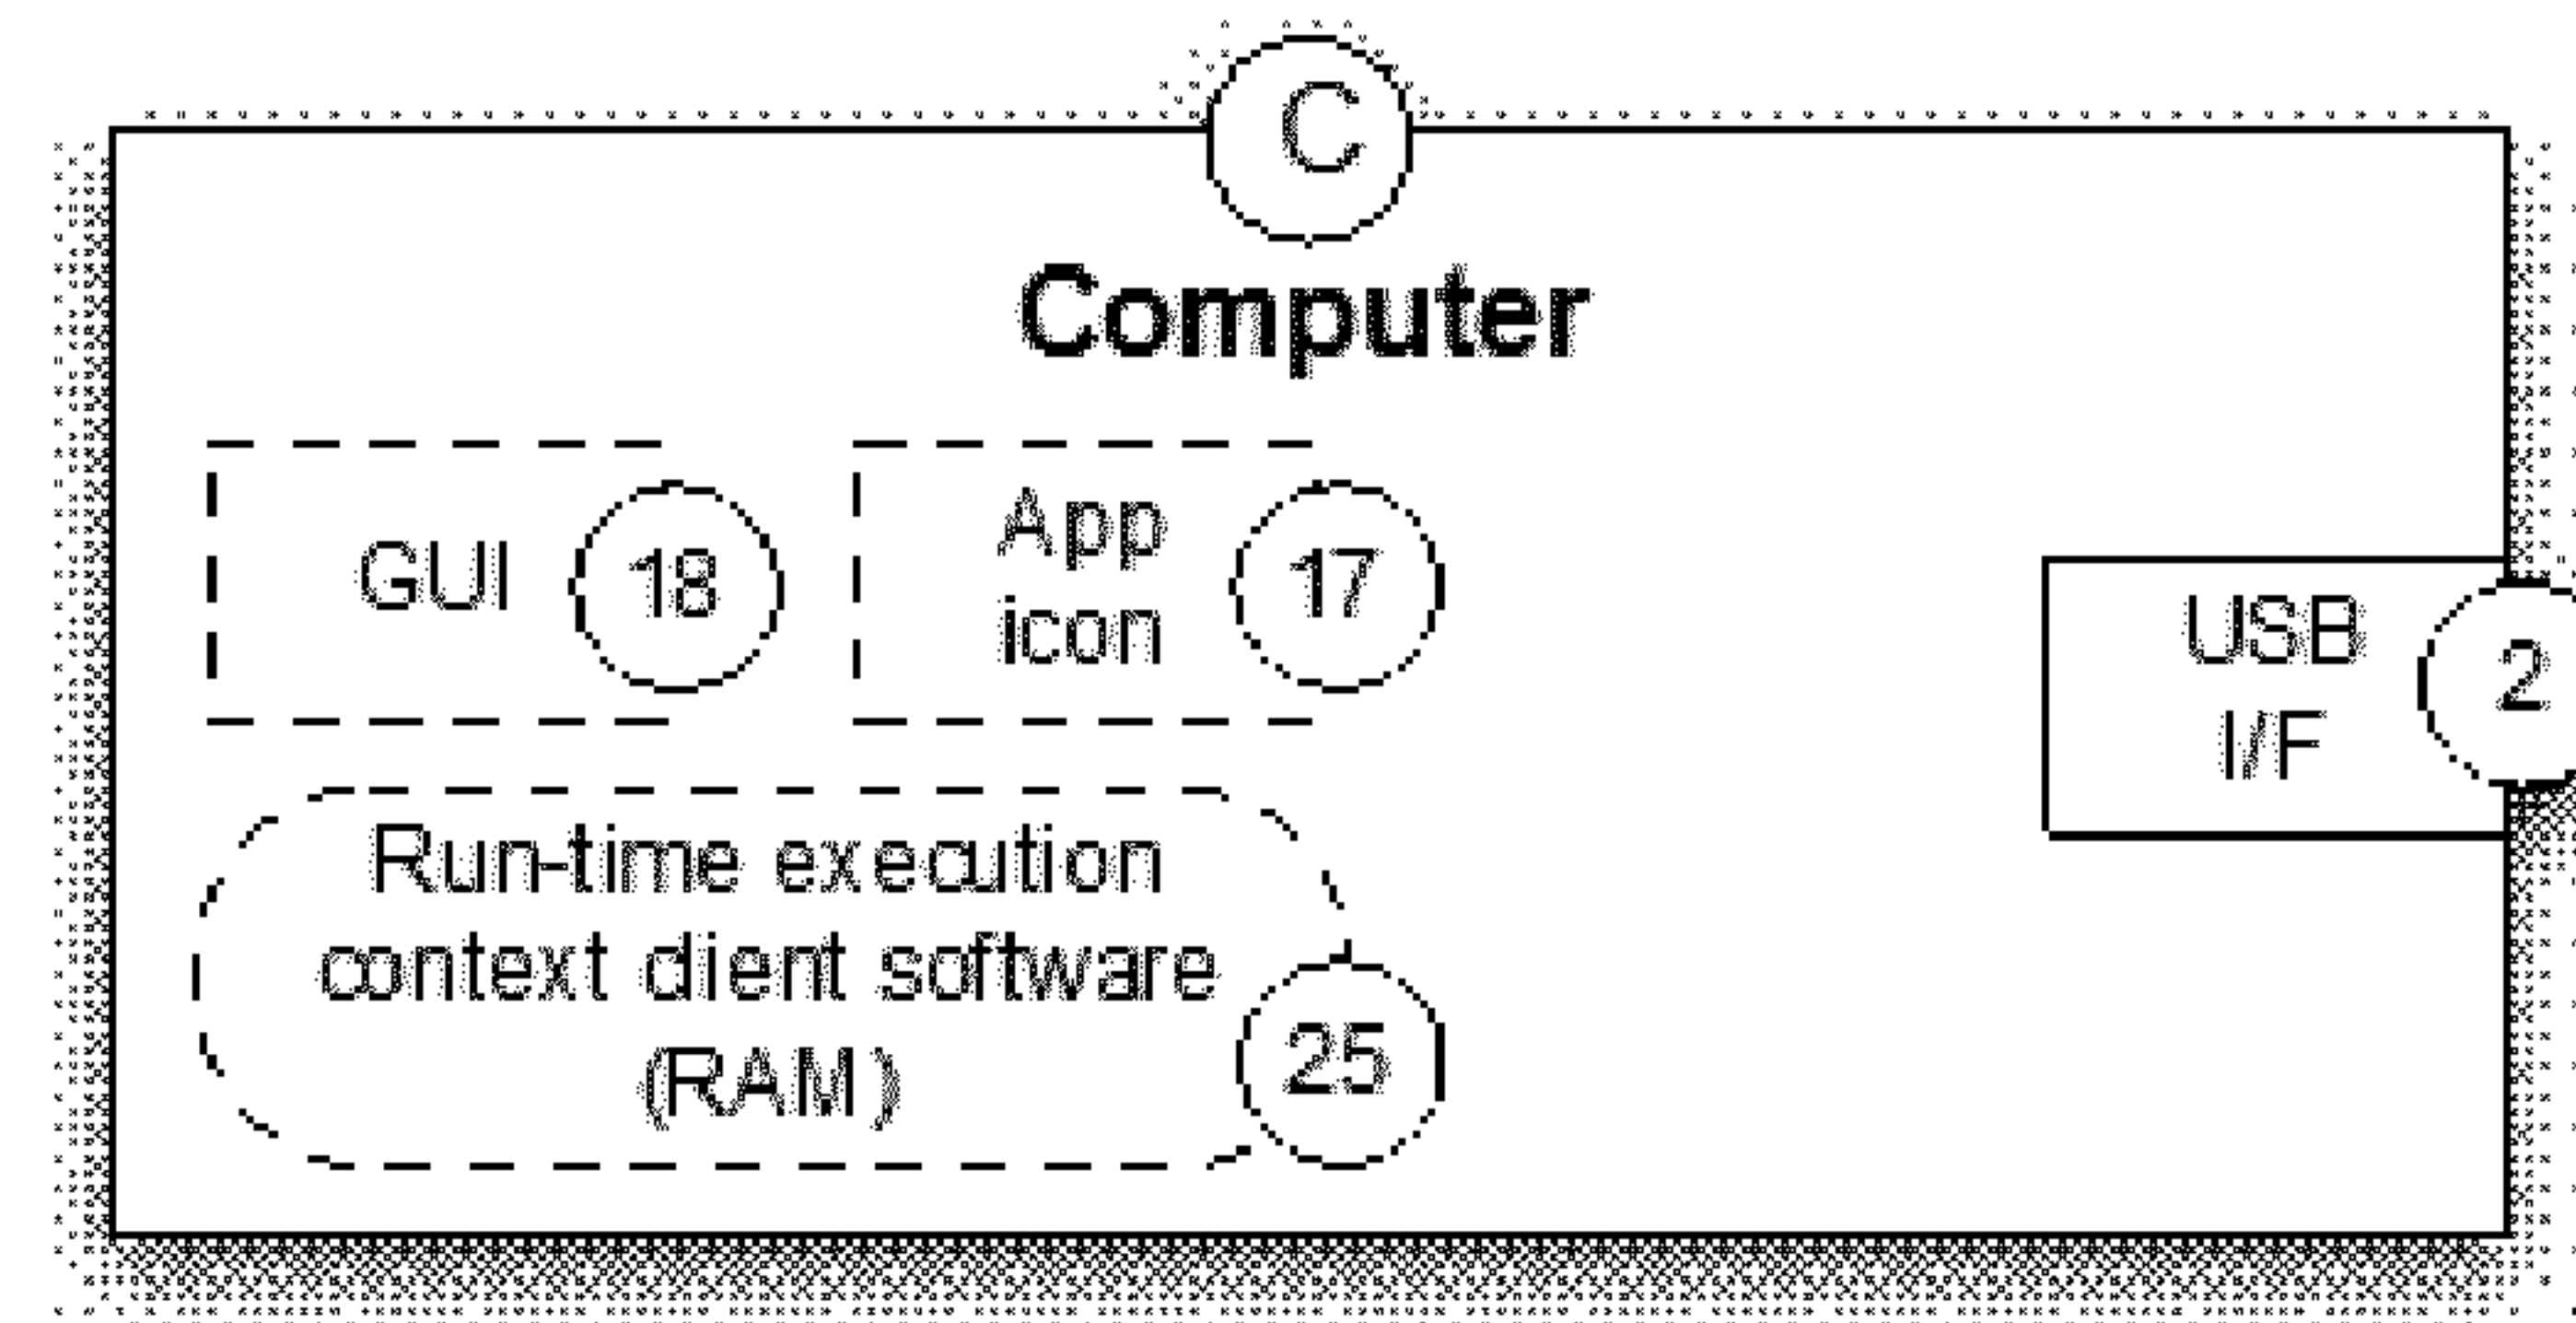 C
Computer
GUI
18
App
icon
17
USB
I/F
2
Run-time execution
context client software
(RAM)
25